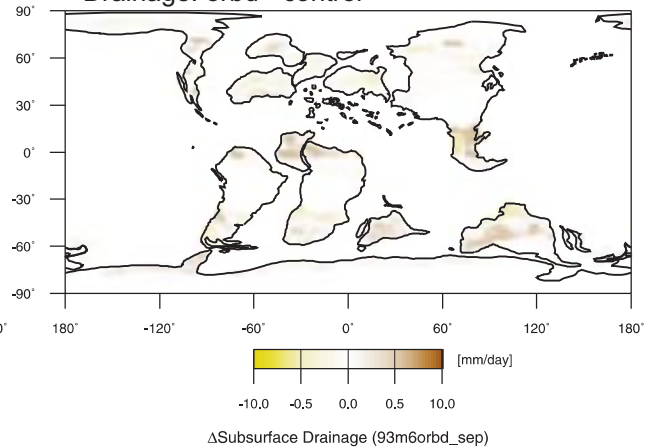 Drainage: orbd - control
90˚
60˚
30˚
0˚
-30˚
-60˚
-90˚
180˚ -120˚ -60˚ 0˚ 60˚ 120˚ 180˚
0˚
[mm/day]
-10.0 -0.5 0.0 0.5 10.0
ΔSubsurface Drainage (93m6orbd_sep)